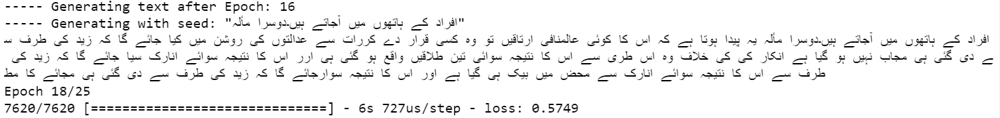 ----- Generating text after Epoch: 16
----- Generating with seed: "افراد کے ہاتھوں میں آجاتے ہیں۔دوسرا مألہ"
افراد کے ہاتھوں میں آجاتے ہیں۔دوسرا مألہ یہ پیدا ہوتا ہے کہ اس کا کوئی عالمنافی ارتاقیں تو وہ کسی قرار دے کررات سے عدالتوں کی روشن میں کیا جائے گا کہ زید کی طرف س
ے دی گئی ہی مجاب نہیں ہو گیا ہے انکار کی کی خلاف وہ اس طری سے اس کا نتیجہ سوائی تین طلاقیں واقع ہو گئی ہی ارر اس کا نتیجہ سوائے انارک سیا جائے گا کہ زید کی
طرف سے اس کا نتیجہ سوائے انارک سے محض میں بیک ہی گیا ہے اور اس کا نتیجہ سوارجائے گا کہ زید کی طرف سے دی گئی ہی مجائے کا مط
Epoch 18/25
7620/7620 [==============================] - 6s 727us/step - loss: 0.5749